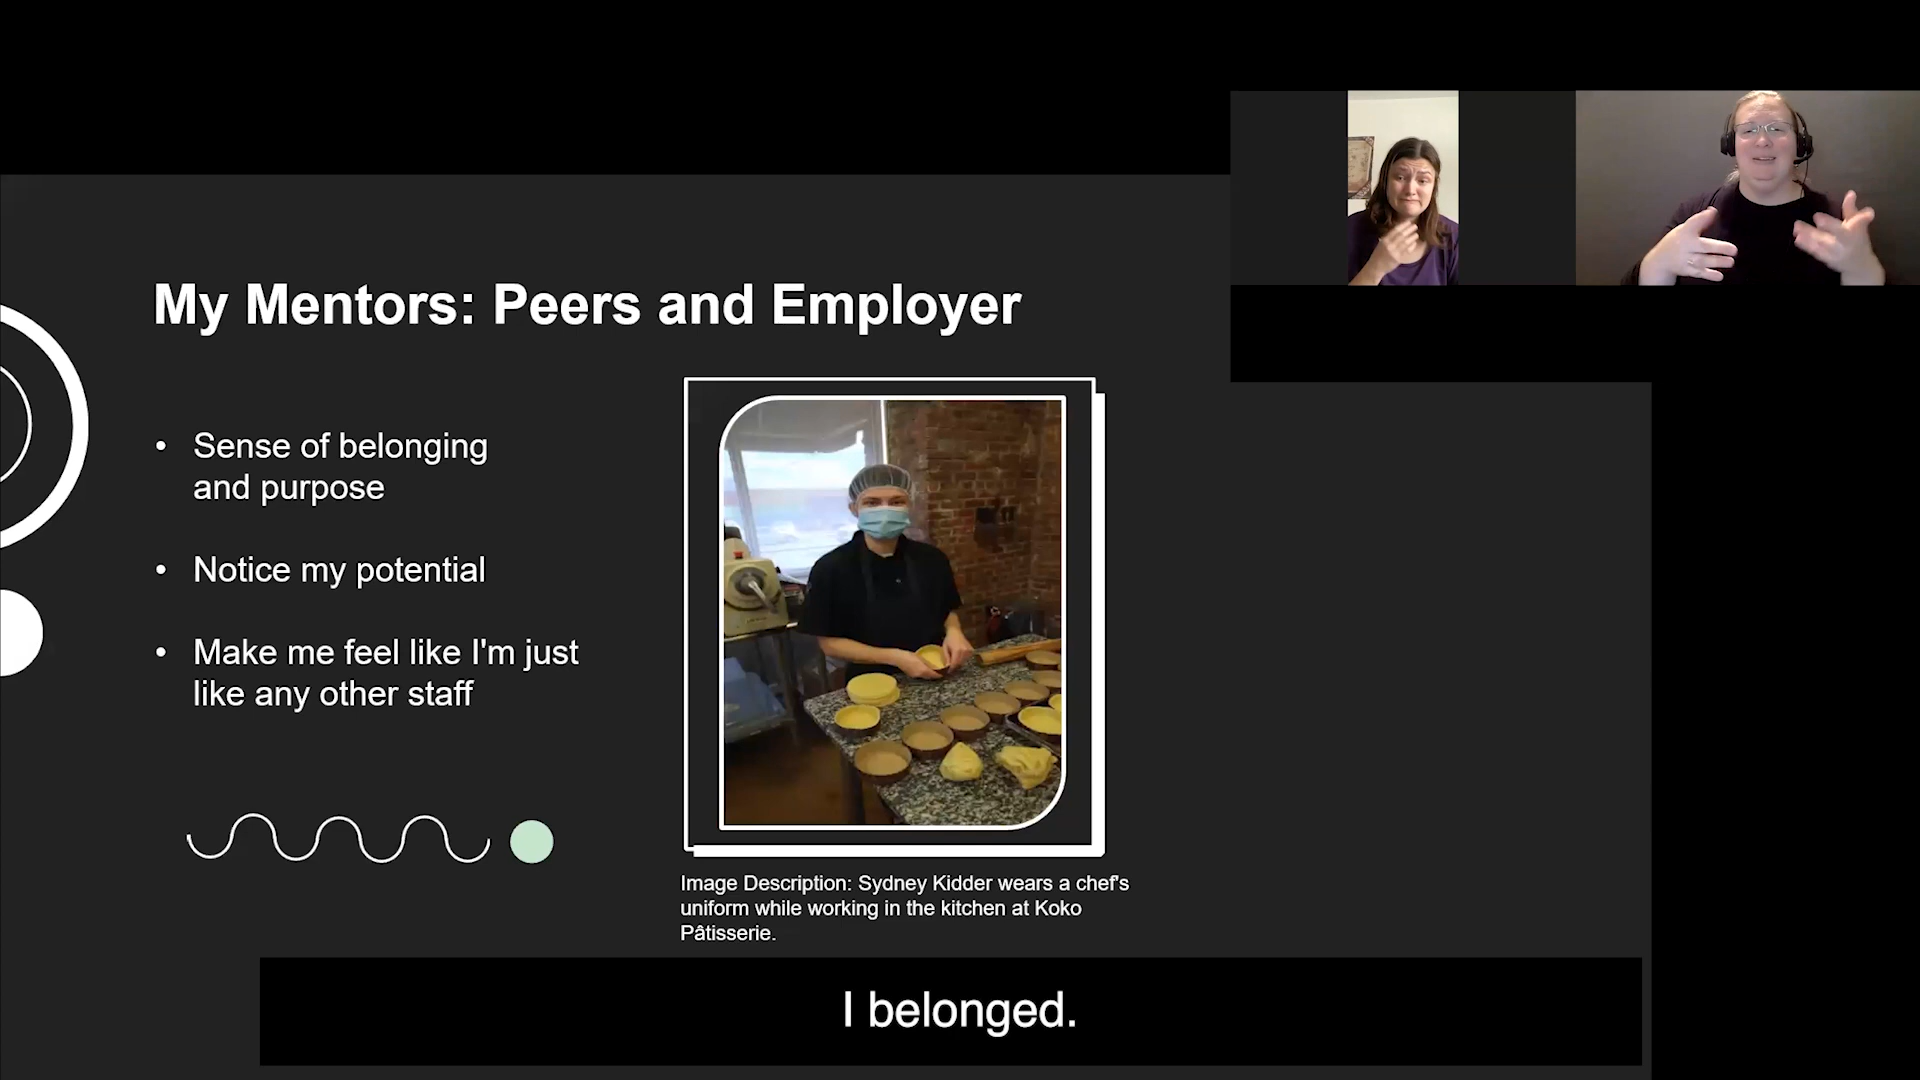 My Mentors: Peers and Employer
• Sense of belonging
and purpose
• Notice my potential
• Make me feel like I'm just
like any other staff
Image Description: Sydney Kidder wears a chef's
uniform while working in the kitchen at Koko
Pâtisserie.
I belonged.